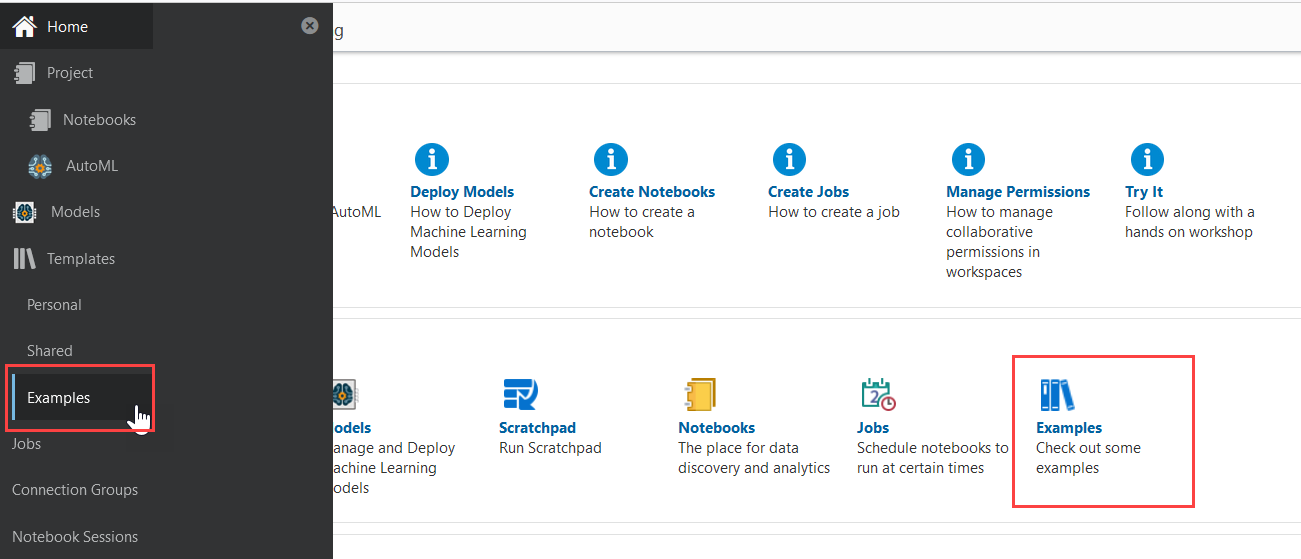 Home
Project
Notebooks
AutoML
Models
Templates
Personal
Shared
Examples
Jobs
Connection Groups
Notebook Sessions
g
AutoML
Deploy Models
How to Deploy
Machine Learning
Models
Create Notebooks
How to create a
notebook
Create Jobs
How to create a job
Manage Permissions
How to manage
collaborative
permissions in
workspaces
Try It
Follow along with a
hands on workshop
odels
anage and Deploy
achine Learning
odels
Scratchpad
Run Scratchpad
Notebooks
The place for data
discovery and analytics
2
Jobs
Schedule notebooks to
run at certain times
Examples
Check out some
examples